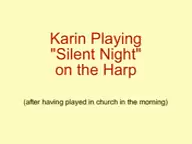 Karin Playing
"Silent Night"
on the Harp
(after having played in church in the morning)